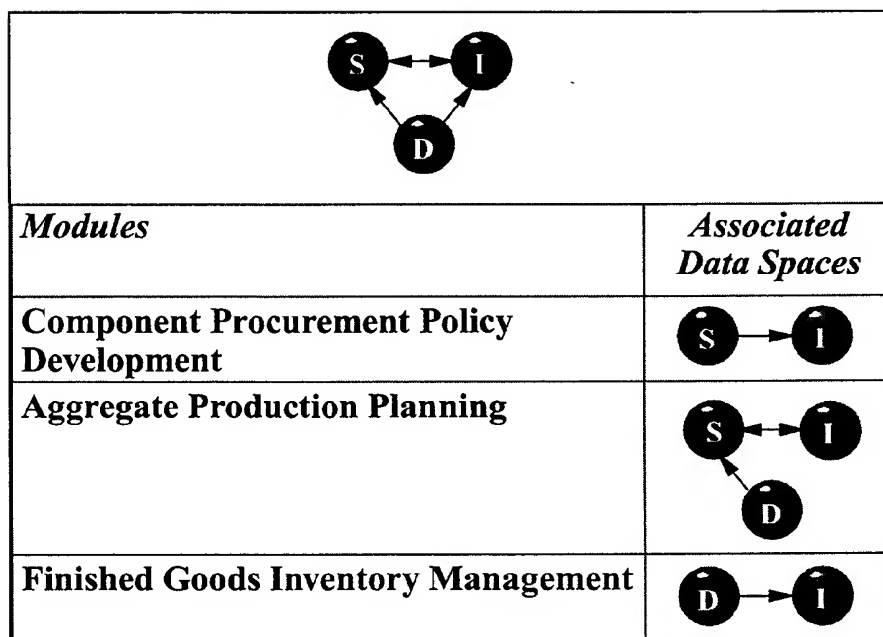 S I
D
Modules
Associated
Data Spaces
Component Procurement Policy
Development
S I
Aggregate Production Planning
S I
D
Finished Goods Inventory Management
D I